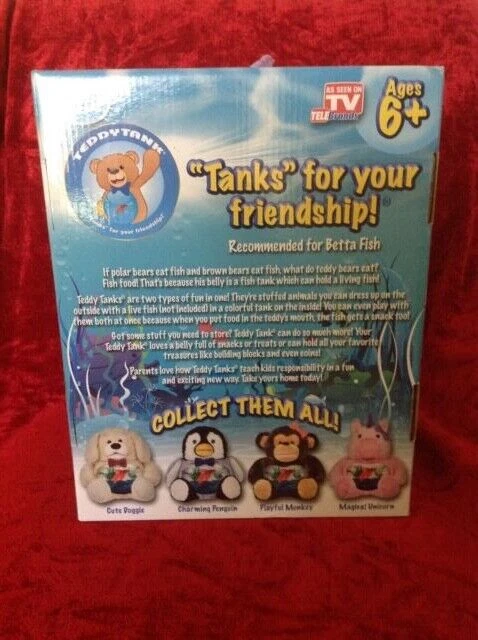 AS SEEN ON
TV
TELEBrands
Ages
6+
TEDDYTANK®
"Tanks" for your friendship!
"Tanks" for your
friendship!®
Recommended for Betta Fish
If polar bears eat fish and brown bears eat fish, what do teddy bears eat?
Fish food! That's because his belly is a fish tank which can hold a living fish!
Teddy Tanks® are two types of fun in one! They're stuffed animals you can dress up on the
outside with a live fish (not included) in a colorful tank on the inside! You can even play with
them both at once because when you put food in the teddy's mouth, the fish gets a snack too!
Got some stuff you need to store? Teddy Tank® can do so much more! Your
Teddy Tank® loves a belly full of snacks or treats or can hold all your favorite
treasures like building blocks and even coins!
Parents love how Teddy Tanks® teach kids responsibility in a fun
and exciting new way. Take yours home today!
COLLECT THEM ALL!
Cute Doggie
Charming Penguin
Playful Monkey
Magical Unicorn